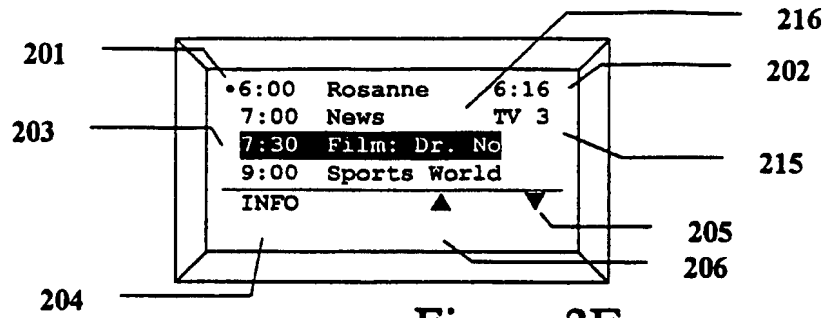 216
201
•6:00 Rosanne 6:16
202
7:00 News TV 3
203
7:30 Film: Dr. No
215
9:00 Sports World
INFO ▲ ▼
205
206
204